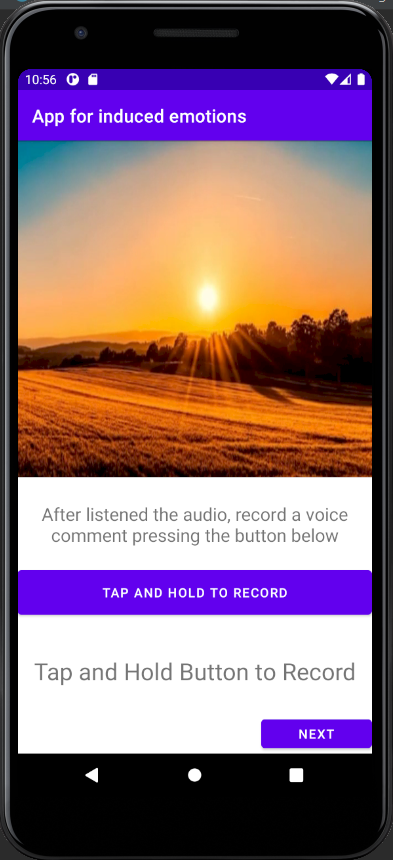 10:56
App for induced emotions
After listened the audio, record a voice
comment pressing the button below
TAP AND HOLD TO RECORD
Tap and Hold Button to Record
NEXT